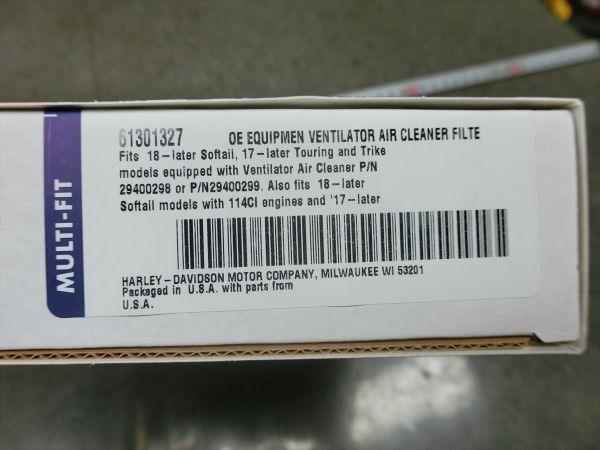 61301327 OE EQUIPMEN VENTILATOR AIR CLEANER FILTE
Fits 18-later Softail, 17-later Touring and Trike
models equipped with Ventilator Air Cleaner P/N
29400298 or P/N29400299. Also fits 18-later
Softail models with 114CI engines and '17-later
HARLEY-DAVIDSON MOTOR COMPANY, MILWAUKEE WI 53201
Packaged in U.S.A. with parts from
U.S.A.
MULTI-FIT